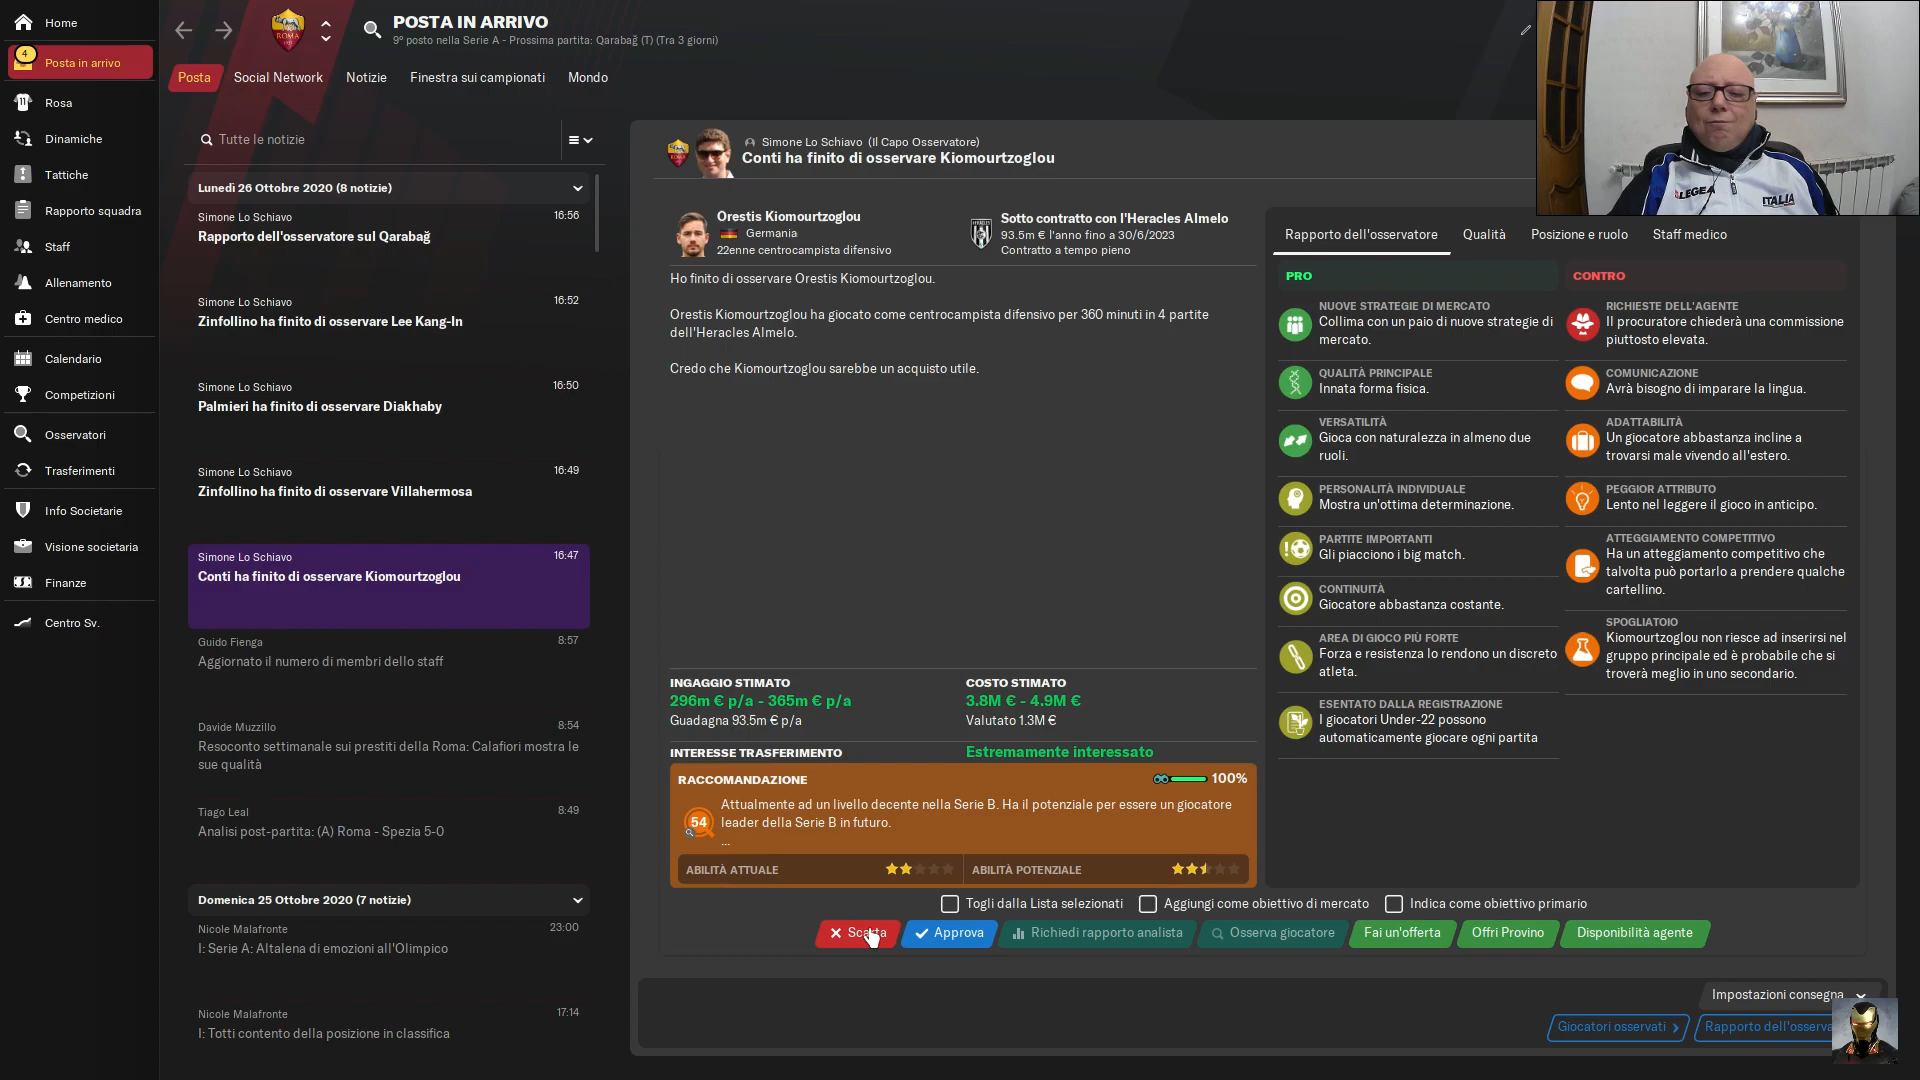 Home
4
Posta in arrivo
Rosa
Dinamiche
Tattiche
Rapporto squadra
Staff
Allenamento
Centro medico
Calendario
Competizioni
Osservatori
Trasferimenti
Info Societarie
Visione societaria
Finanze
Centro Sv.
ROMA
POSTA IN ARRIVO
9° posto nella Serie A - Prossima partita: Qarabağ (T) (Tra 3 giorni)
Posta
Social Network
Notizie
Finestra sui campionati
Mondo
Tutte le notizie
Lunedì 26 Ottobre 2020 (8 notizie)
Simone Lo Schiavo 16:56
Rapporto dell'osservatore sul Qarabağ
Simone Lo Schiavo 16:52
Zinfollino ha finito di osservare Lee Kang-In
Simone Lo Schiavo 16:50
Palmieri ha finito di osservare Diakhaby
Simone Lo Schiavo 16:49
Zinfollino ha finito di osservare Villahermosa
Simone Lo Schiavo 16:47
Conti ha finito di osservare Kiomourtzoglou
Guido Fienga 8:57
Aggiornato il numero di membri dello staff
Davide Muzzillo 8:54
Resoconto settimanale sui prestiti della Roma: Calafiori mostra le
sue qualità
Tiago Leal 8:49
Analisi post-partita: (A) Roma - Spezia 5-0
Domenica 25 Ottobre 2020 (7 notizie)
Nicole Malafronte 23:00
I: Serie A: Altalena di emozioni all'Olimpico
Nicole Malafronte 17:14
I: Totti contento della posizione in classifica
Simone Lo Schiavo (Il Capo Osservatore)
Conti ha finito di osservare Kiomourtzoglou
Orestis Kiomourtzoglou
Germania
22enne centrocampista difensivo
Sotto contratto con l'Heracles Almelo
93.5m € l'anno fino a 30/6/2023
Contratto a tempo pieno
Ho finito di osservare Orestis Kiomourtzoglou.
Orestis Kiomourtzoglou ha giocato come centrocampista difensivo per 360 minuti in 4 partite
dell'Heracles Almelo.
Credo che Kiomourtzoglou sarebbe un acquisto utile.
INGAGGIO STIMATO
296m € p/a - 365m € p/a
Guadagna 93.5m € p/a
COSTO STIMATO
3.8M € - 4.9M €
Valutato 1.3M €
INTERESSE TRASFERIMENTO
Estremamente interessato
RACCOMANDAZIONE
100%
54
Attualmente ad un livello decente nella Serie B. Ha il potenziale per essere un giocatore
leader della Serie B in futuro.
...
ABILITÀ ATTUALE
ABILITÀ POTENZIALE
Rapporto dell'osservatore
Qualità
Posizione e ruolo
Staff medico
PRO
NUOVE STRATEGIE DI MERCATO
Collima con un paio di nuove strategie di
mercato.
QUALITÀ PRINCIPALE
Innata forma fisica.
VERSATILITÀ
Gioca con naturalezza in almeno due
ruoli.
PERSONALITÀ INDIVIDUALE
Mostra un'ottima determinazione.
PARTITE IMPORTANTI
Gli piacciono i big match.
CONTINUITÀ
Giocatore abbastanza costante.
AREA DI GIOCO PIÙ FORTE
Forza e resistenza lo rendono un discreto
atleta.
ESENTATO DALLA REGISTRAZIONE
I giocatori Under-22 possono
automaticamente giocare ogni partita
CONTRO
RICHIESTE DELL'AGENTE
Il procuratore chiederà una commissione
piuttosto elevata.
COMUNICAZIONE
Avrà bisogno di imparare la lingua.
ADATTABILITÀ
Un giocatore abbastanza incline a
trovarsi male vivendo all'estero.
PEGGIOR ATTRIBUTO
Lento nel leggere il gioco in anticipo.
ATTEGGIAMENTO COMPETITIVO
Ha un atteggiamento competitivo che
talvolta può portarlo a prendere qualche
cartellino.
SPOGLIATOIO
Kiomourtzoglou non riesce ad inserirsi nel
gruppo principale ed è probabile che si
troverà meglio in uno secondario.
Togli dalla Lista selezionati
Aggiungi come obiettivo di mercato
Indica come obiettivo primario
Scarta
Approva
Richiedi rapporto analista
Osserva giocatore
Fai un'offerta
Offri Provino
Disponibilità agente
Impostazioni consegna
Giocatori osservati
Rapporto dell'osserva
LEGEA
ITALIA